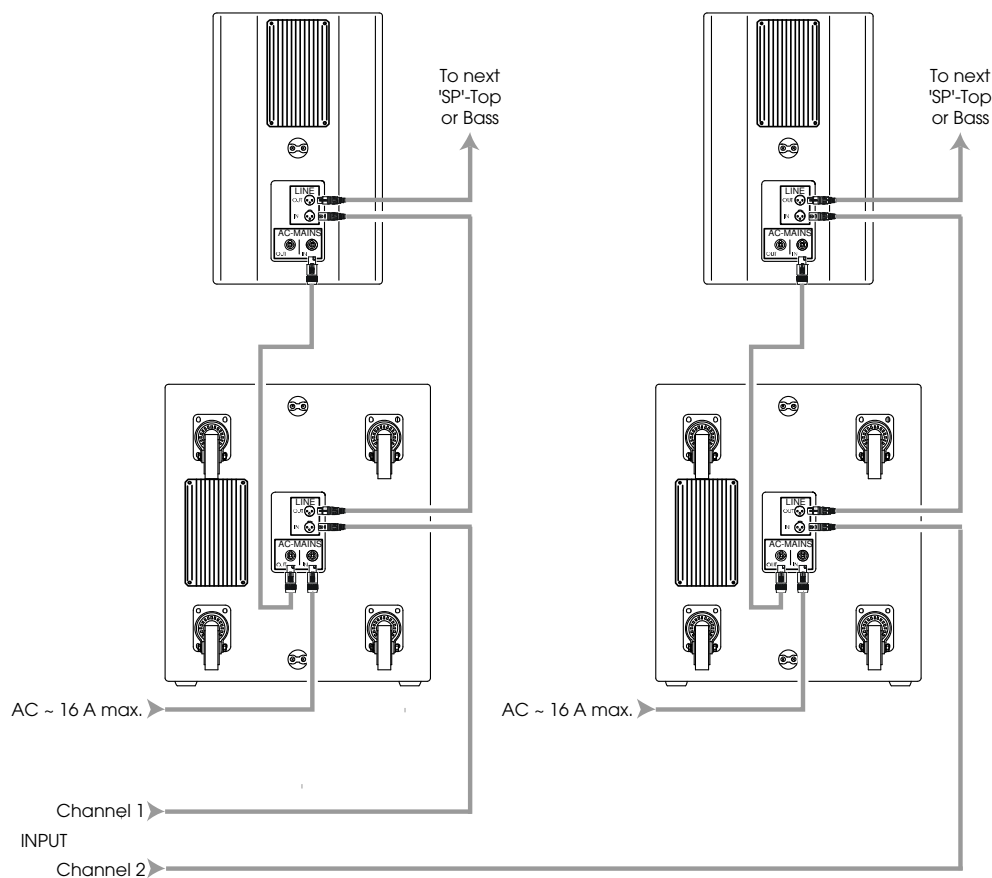 To next
'SP'-Top
or Bass
To next
'SP'-Top
or Bass
LINE
OUT
IN
AC-MAINS
OUT
IN
LINE
OUT
IN
AC-MAINS
OUT
IN
LINE
OUT
IN
AC-MAINS
OUT
IN
LINE
OUT
IN
AC-MAINS
OUT
IN
AC ~ 16 A max.
AC ~ 16 A max.
Channel 1
INPUT
Channel 2